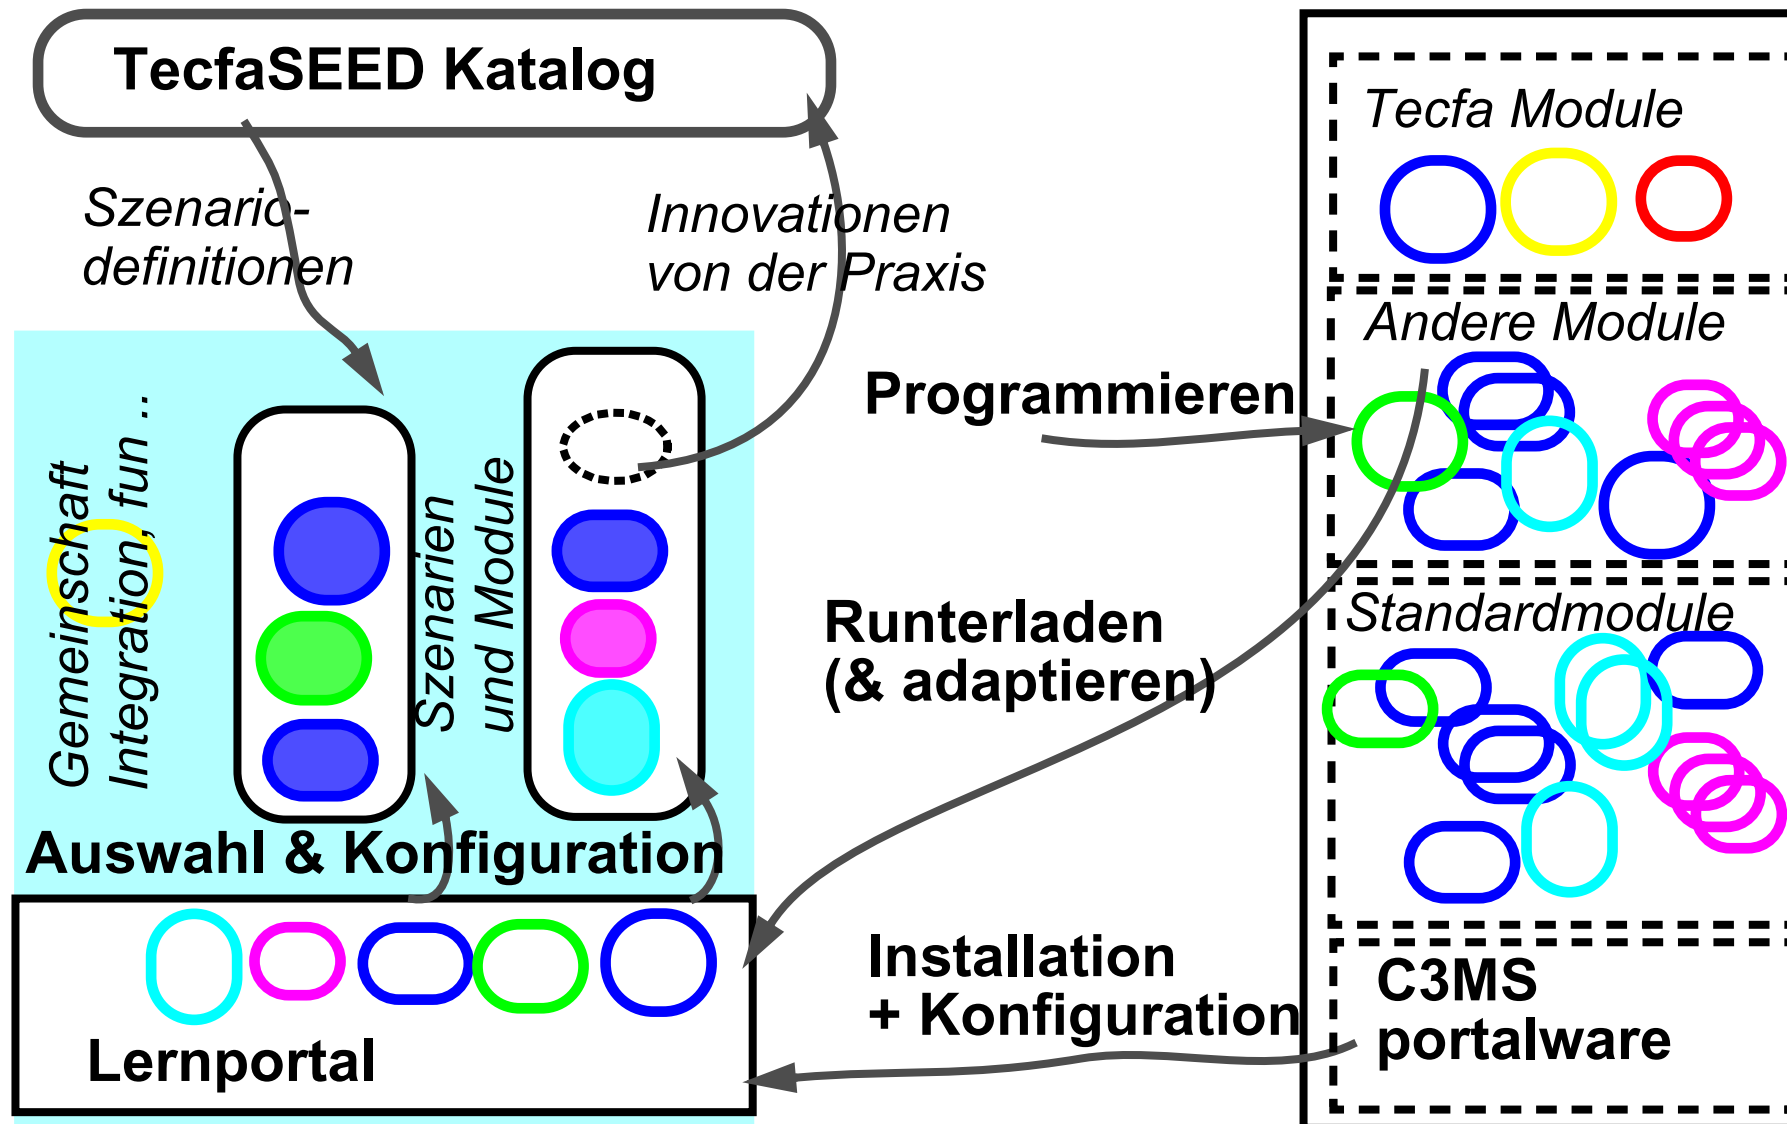 TecfaSEED Katalog
Szenario-
definitionen
Innovationen
von der Praxis
Gemeinschaft
Integration, fun ..
Szenarien
und Module
Auswahl & Konfiguration
Lernportal
Programmieren
Runterladen
(& adaptieren)
Installation
+ Konfiguration
Tecfa Module
Andere Module
Standardmodule
C3MS
portalware